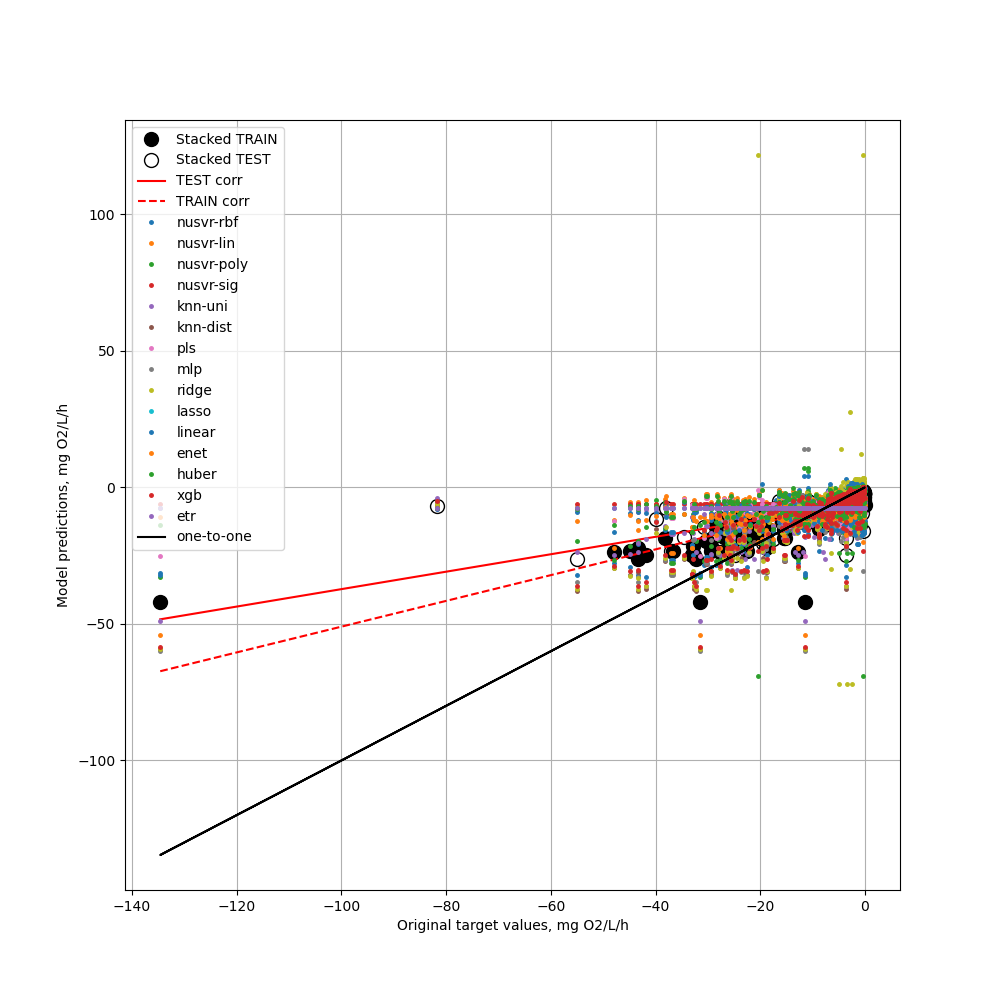 Stacked TRAIN
Stacked TEST
TEST corr
TRAIN corr
nusvr-rbf
nusvr-lin
nusvr-poly
nusvr-sig
knn-uni
knn-dist
pls
mlp
ridge
lasso
linear
enet
huber
xgb
etr
one-to-one
100
50
0
−50
−100
Model predictions, mg O2/L/h
−140 −120 −100 −80 −60 −40 −20 0
Original target values, mg O2/L/h